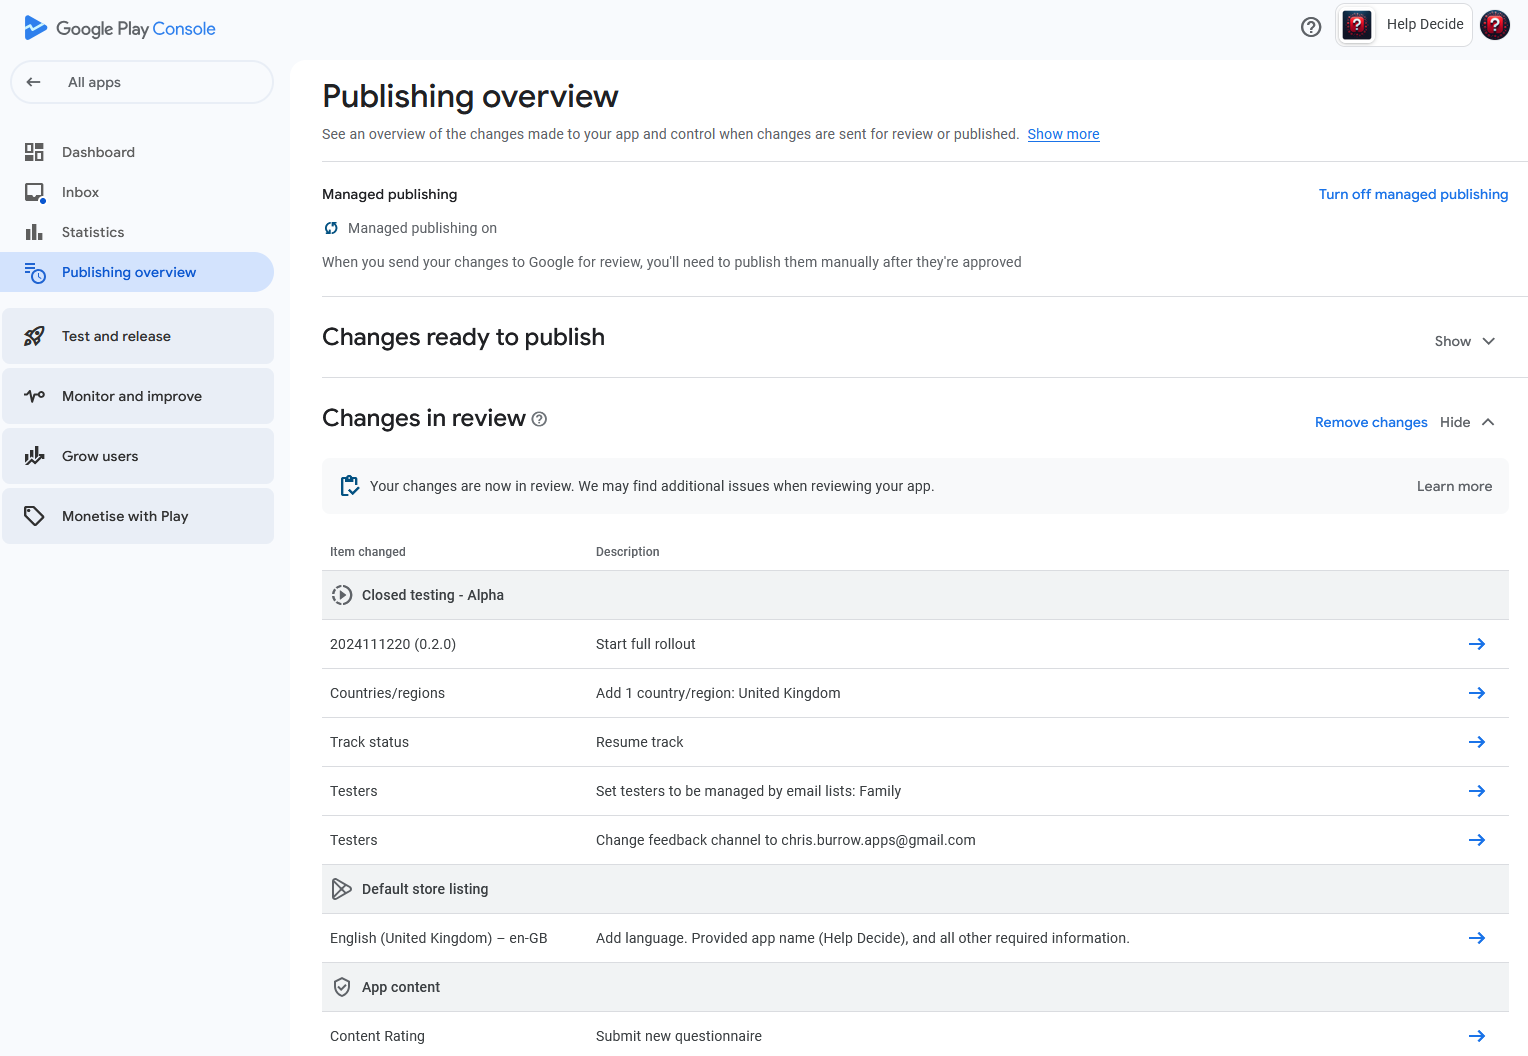 Google Play Console
Help Decide
All apps
Dashboard
Inbox
Statistics
Publishing overview
Test and release
Monitor and improve
Grow users
Monetise with Play
Publishing overview
See an overview of the changes made to your app and control when changes are sent for review or published. Show more
Managed publishing
Turn off managed publishing
Managed publishing on
When you send your changes to Google for review, you'll need to publish them manually after they're approved
Changes ready to publish
Show
Changes in review
Remove changes Hide
Your changes are now in review. We may find additional issues when reviewing your app.
Learn more
Item changed Description
Closed testing - Alpha
2024111220 (0.2.0) Start full rollout
Countries/regions Add 1 country/region: United Kingdom
Track status Resume track
Testers Set testers to be managed by email lists: Family
Testers Change feedback channel to chris.burrow.apps@gmail.com
Default store listing
English (United Kingdom) – en-GB Add language. Provided app name (Help Decide), and all other required information.
App content
Content Rating Submit new questionnaire